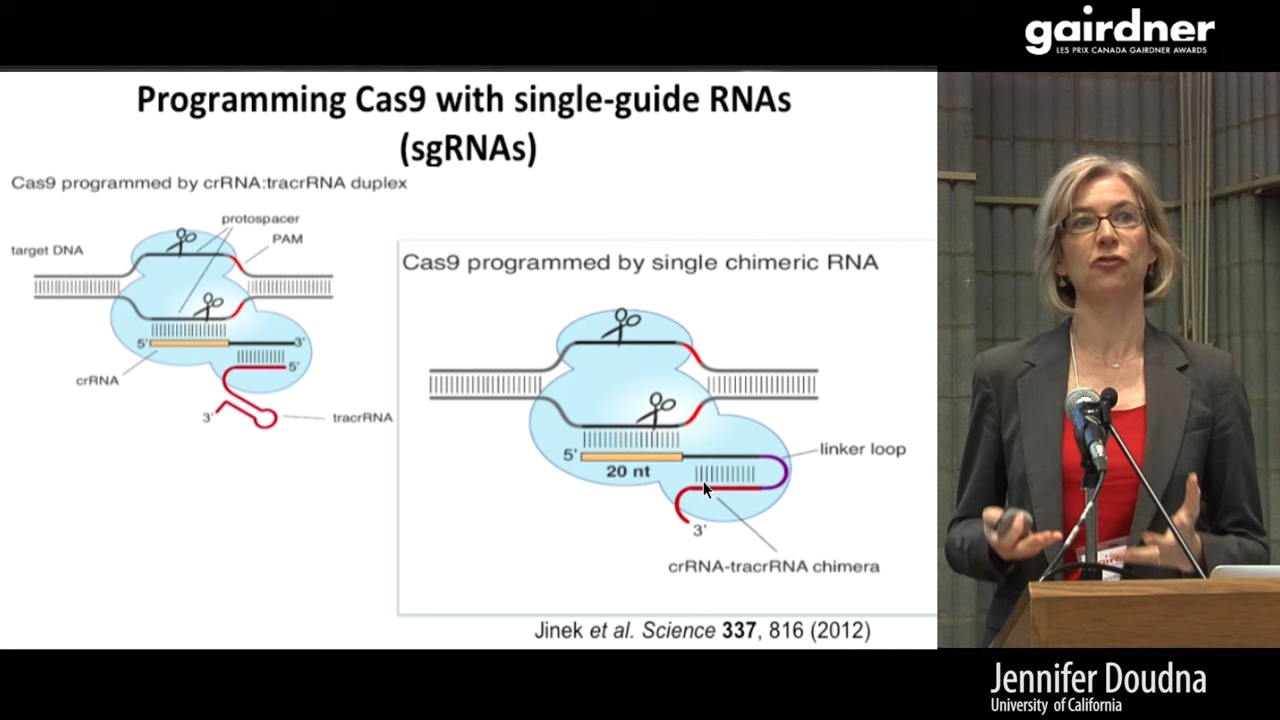 gairdner
LES PRIX CANADA GAIRDNER AWARDS
Programming Cas9 with single-guide RNAs
(sgRNAs)
Cas9 programmed by crRNA:tracrRNA duplex
protospacer
PAM
target DNA
5'
3'
5'
crRNA
3'
tracrRNA
Cas9 programmed by single chimeric RNA
linker loop
5'
20 nt
3'
crRNA-tracrRNA chimera
Jinek et al. Science 337, 816 (2012)
Jennifer Doudna
University of California